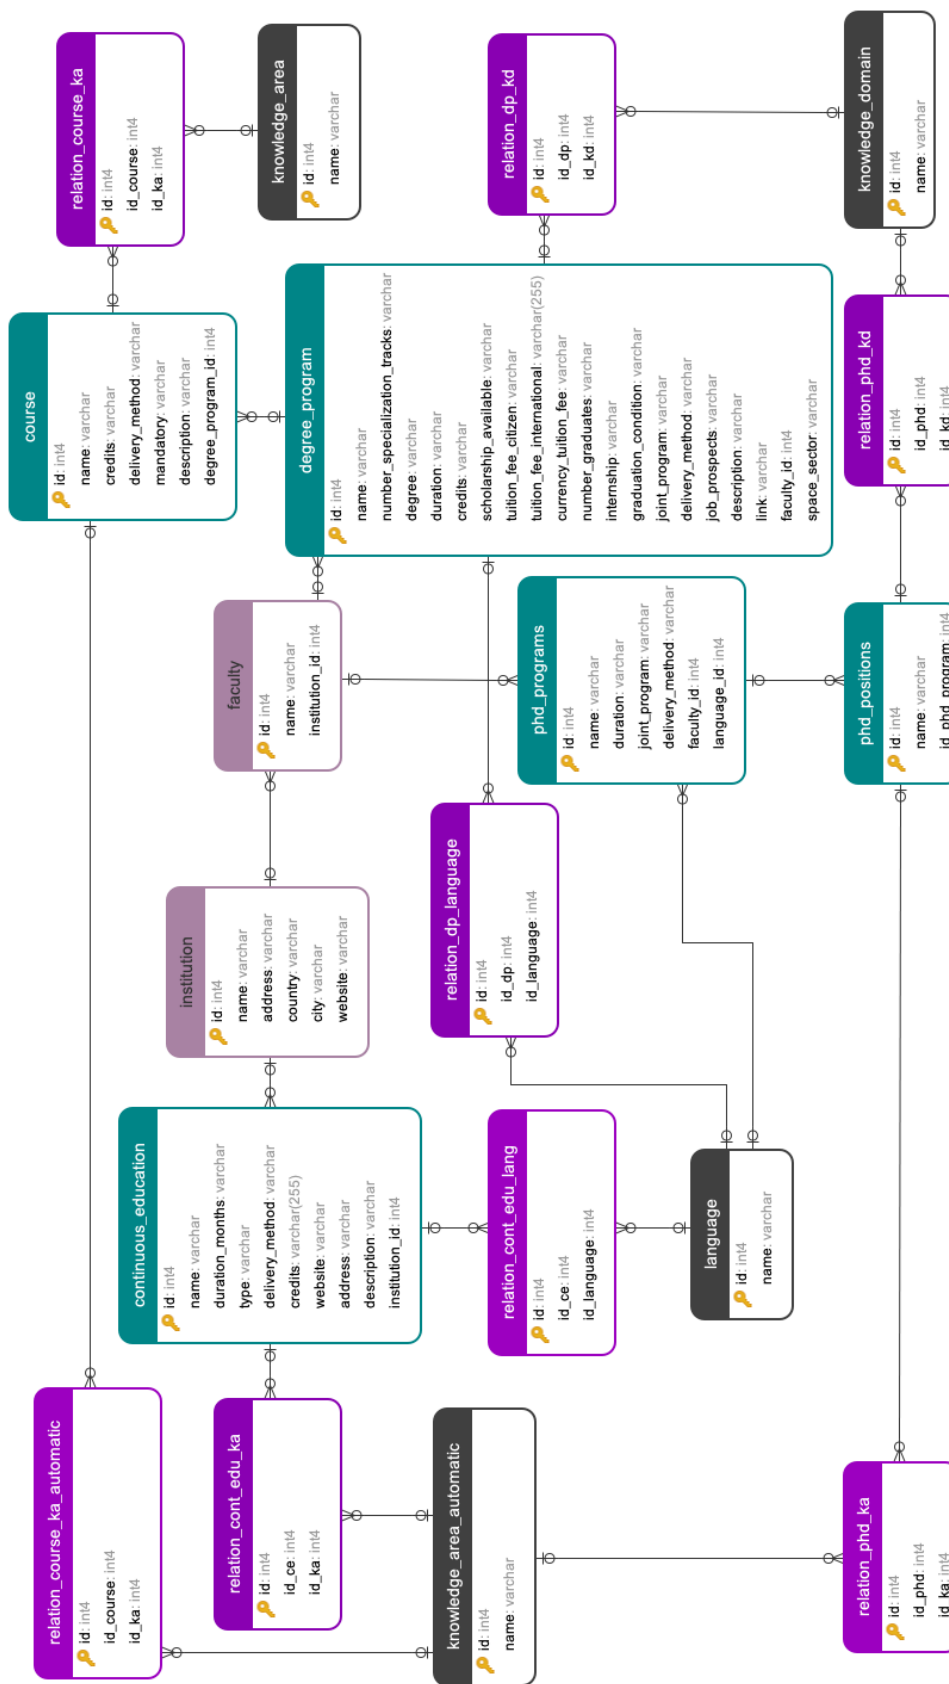 relation_course_ka
id: int4
id_course: int4
id_ka: int4
knowledge_area
id: int4
name: varchar
relation_dp_kd
id: int4
id_dp: int4
id_kd: int4
knowledge_domain
id: int4
name: varchar
course
id: int4
name: varchar
credits: varchar
delivery_method: varchar
mandatory: varchar
description: varchar
degree_program_id: int4
degree_program
id: int4
name: varchar
number_specialization_tracks: varchar
degree: varchar
duration: varchar
credits: varchar
scholarship_available: varchar
tuition_fee_citizen: varchar
tuition_fee_international: varchar(255)
currency_tuition_fee: varchar
number_graduates: varchar
internship: varchar
graduation_condition: varchar
joint_program: varchar
delivery_method: varchar
job_prospects: varchar
description: varchar
link: varchar
faculty_id: int4
space_sector: varchar
relation_phd_kd
id: int4
id_phd: int4
id_kd: int4
faculty
id: int4
name: varchar
institution_id: int4
phd_programs
id: int4
name: varchar
duration: varchar
joint_program: varchar
delivery_method: varchar
faculty_id: int4
language_id: int4
phd_positions
id: int4
name: varchar
id_phd_program: int4
institution
id: int4
name: varchar
address: varchar
country: varchar
city: varchar
website: varchar
relation_dp_language
id: int4
id_dp: int4
id_language: int4
continuous_education
id: int4
name: varchar
duration_months: varchar
type: varchar
delivery_method: varchar
credits: varchar(255)
website: varchar
address: varchar
description: varchar
institution_id: int4
relation_cont_edu_lang
id: int4
id_ce: int4
id_language: int4
language
id: int4
name: varchar
relation_course_ka_automatic
id: int4
id_course: int4
id_ka: int4
relation_cont_edu_ka
id: int4
id_ce: int4
id_ka: int4
knowledge_area_automatic
id: int4
name: varchar
relation_phd_ka
id: int4
id_phd: int4
id_ka: int4